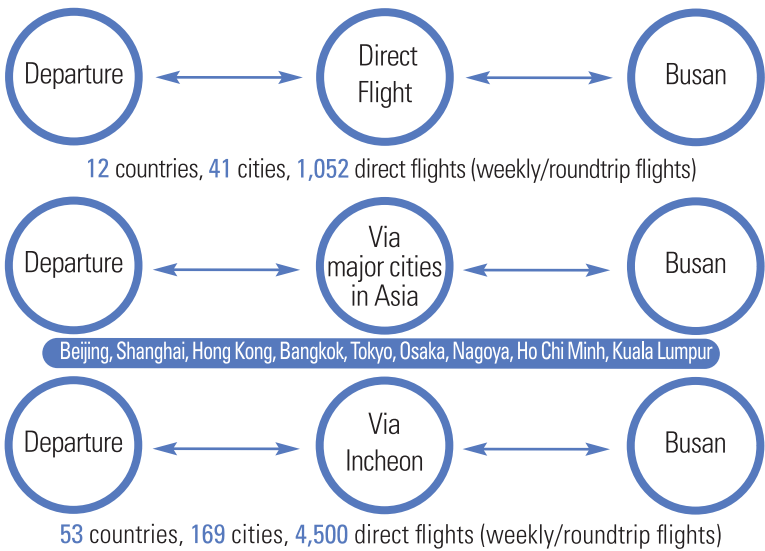 Departure
Direct
Flight
Busan
12 countries, 41 cities, 1,052 direct flights (weekly/roundtrip flights)
Departure
Via
major cities
in Asia
Busan
Beijing, Shanghai, Hong Kong, Bangkok, Tokyo, Osaka, Nagoya, Ho Chi Minh, Kuala Lumpur
Departure
Via
Incheon
Busan
53 countries, 169 cities, 4,500 direct flights (weekly/roundtrip flights)